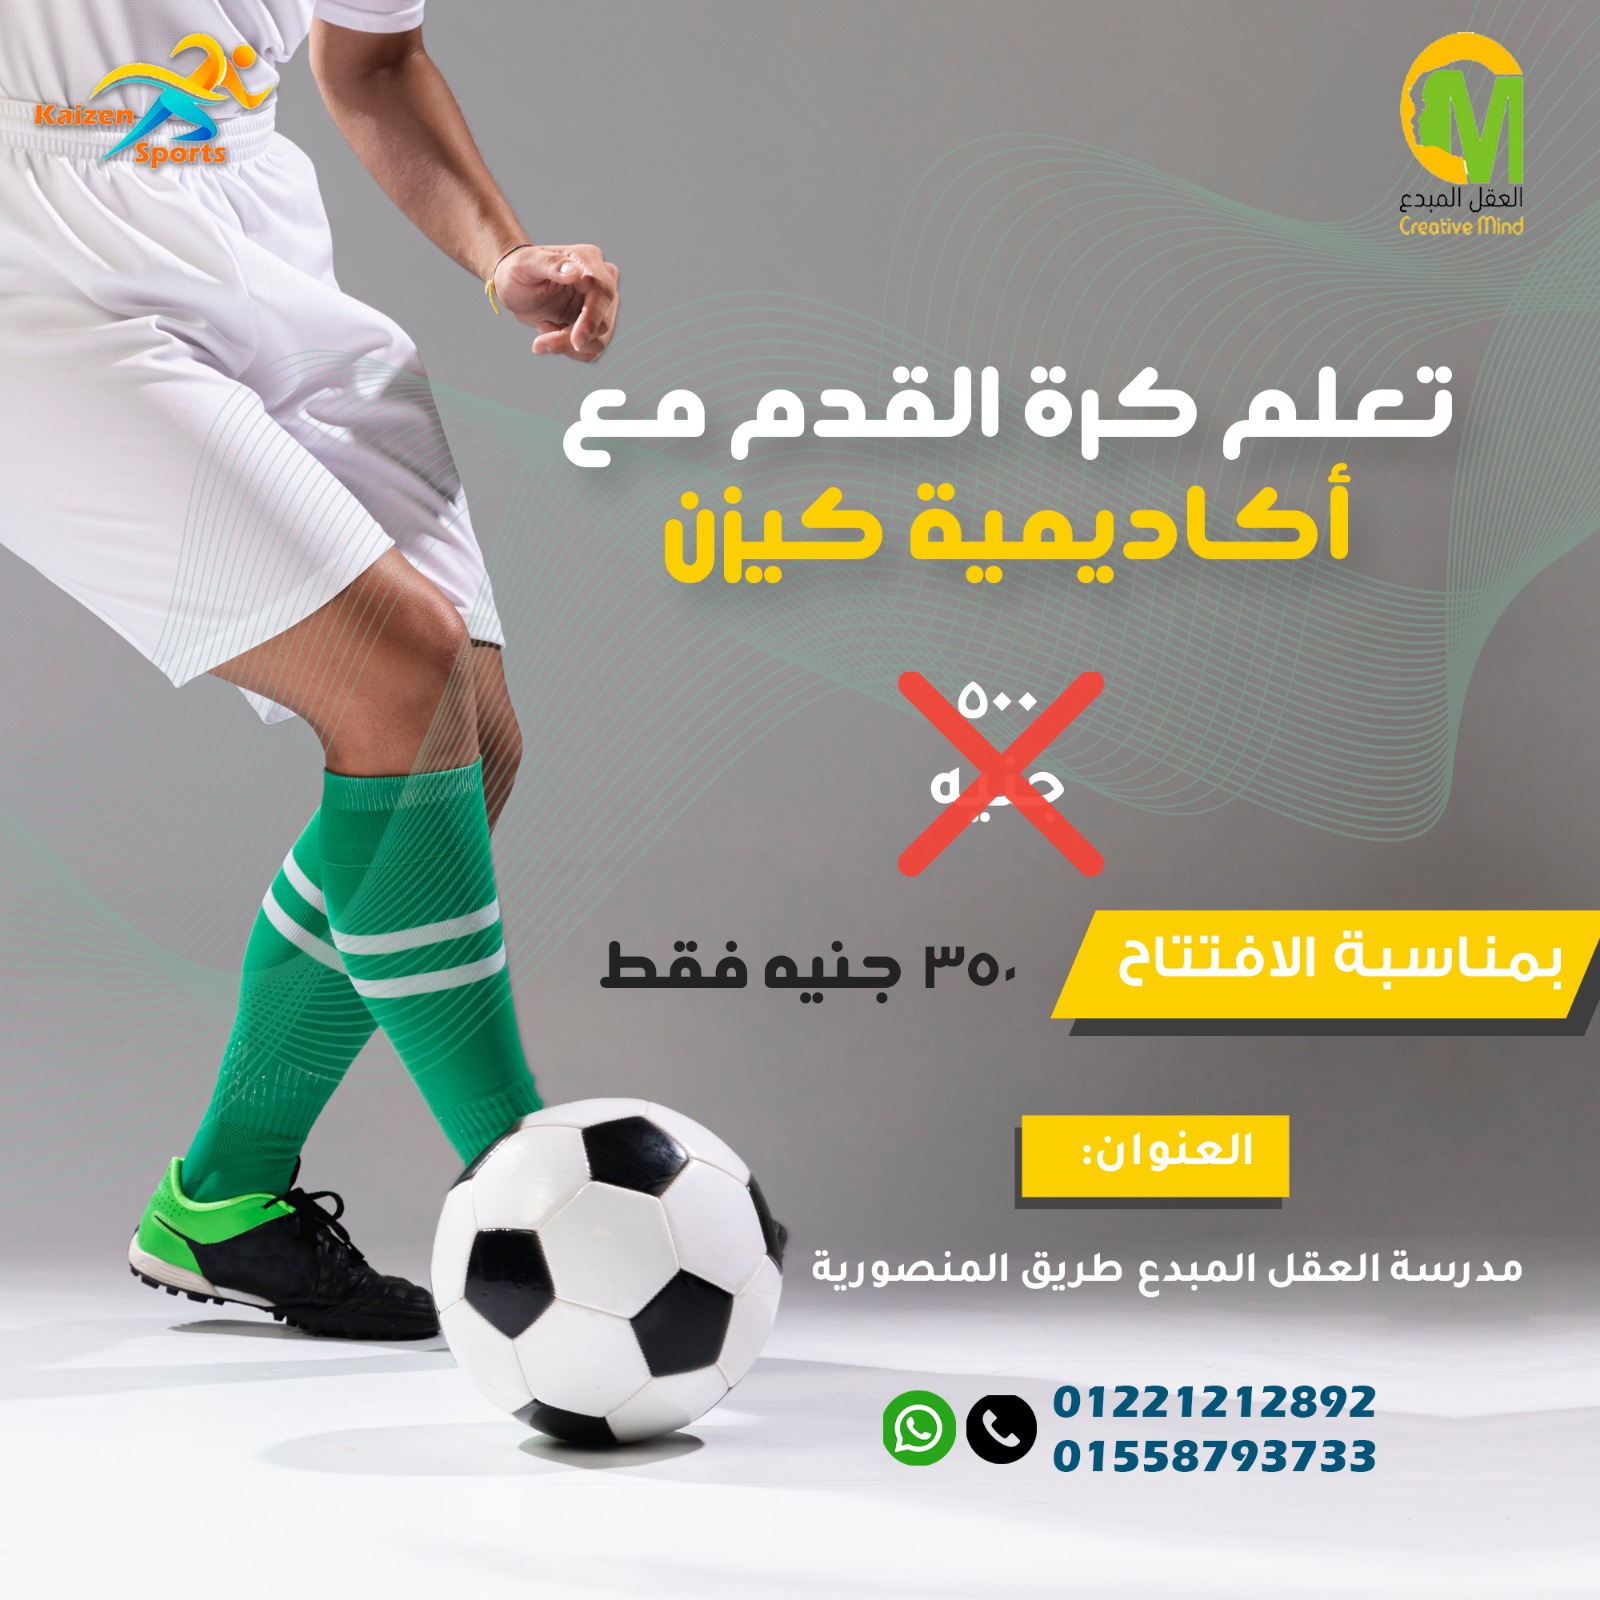 Kaizen
Sports
CM
العقل المبدع
Creative Mind
تعلم كرة القدم مع
أكاديمية كيزن
٥٠٠
جنيه
بمناسبة الافتتاح
٣٥٠ جنيه فقط
العنوان:
مدرسة العقل المبدع طريق المنصورية
01221212892
01558793733